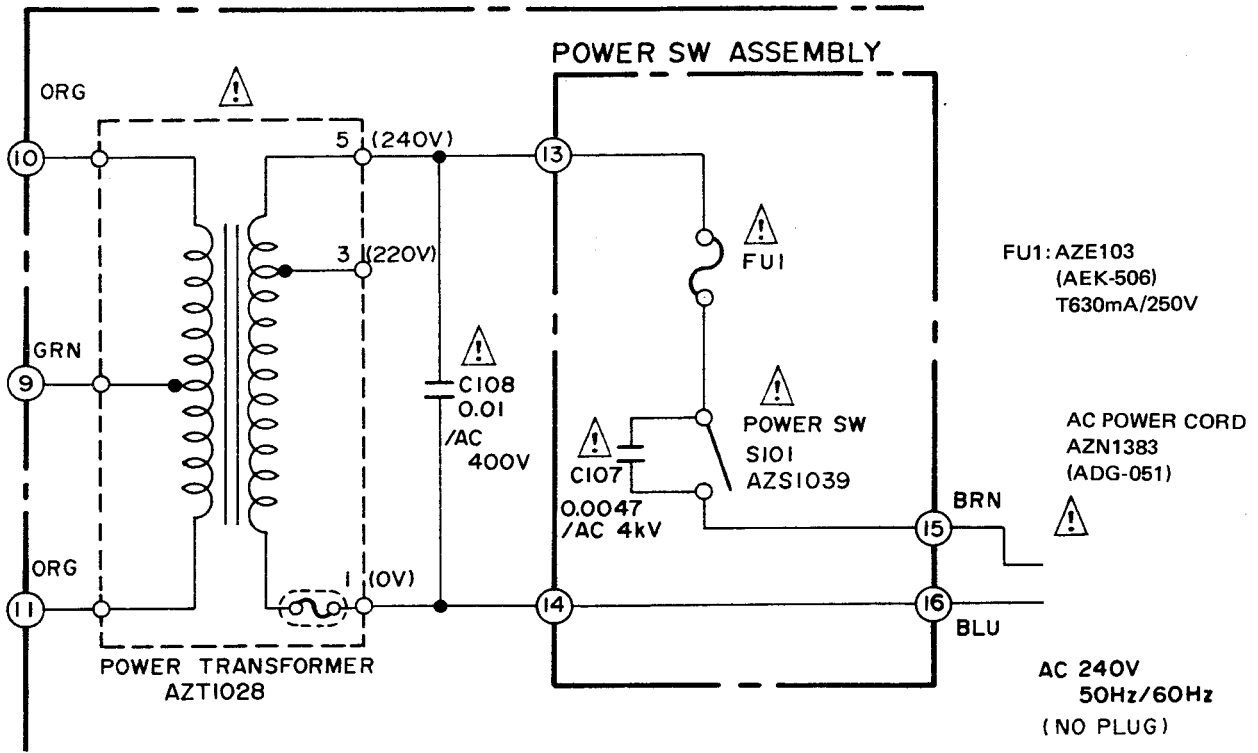 POWER SW ASSEMBLY
ORG
!
10
5 (240V)
13
!
FU1
3 (220V)
FU1: AZE103
(AEK-506)
T630mA/250V
GRN
9
!
C108
0.01
/AC
400V
!
POWER SW
S101
AZS1039
!
C107
0.0047
/AC 4kV
AC POWER CORD
AZN1383
(ADG-051)
!
BRN
15
ORG
11
1 (0V)
14
16
BLU
POWER TRANSFORMER
AZT1028
AC 240V
50Hz/60Hz
(NO PLUG)